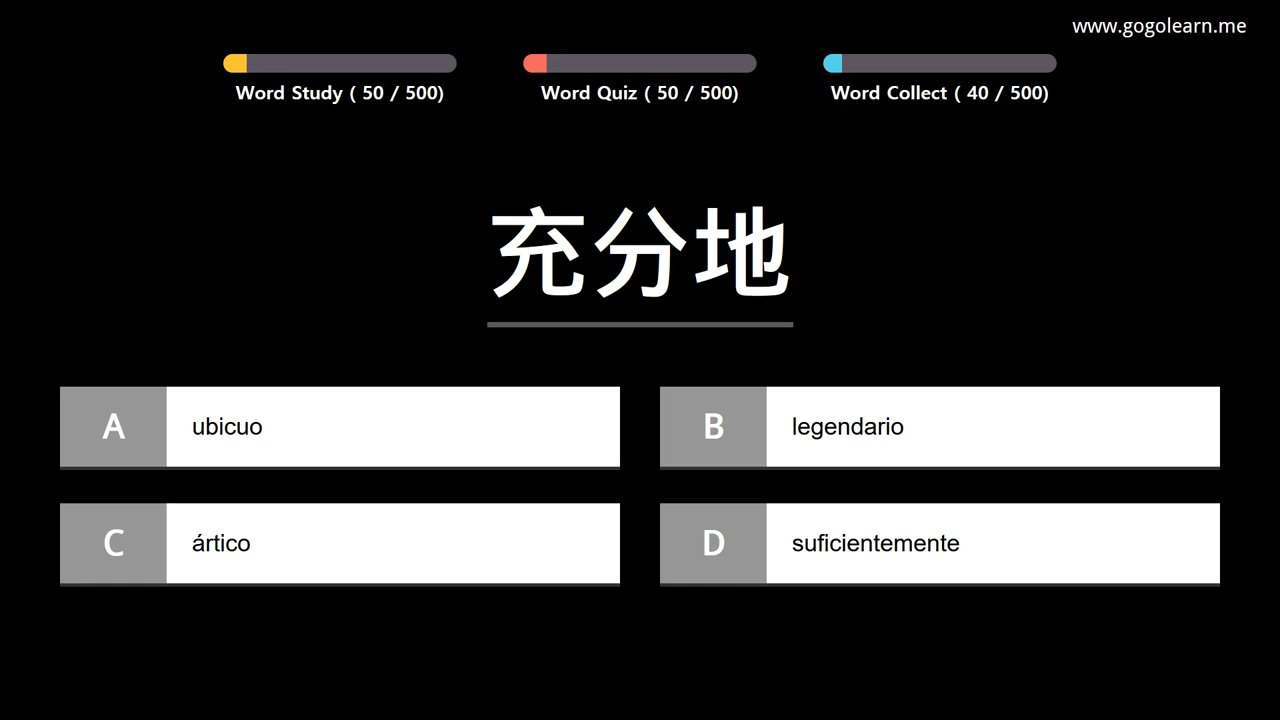 www.gogolearn.me
Word Study ( 50 / 500)
Word Quiz ( 50 / 500)
Word Collect ( 40 / 500)
充分地
A ubicuo
B legendario
C ártico
D suficientemente